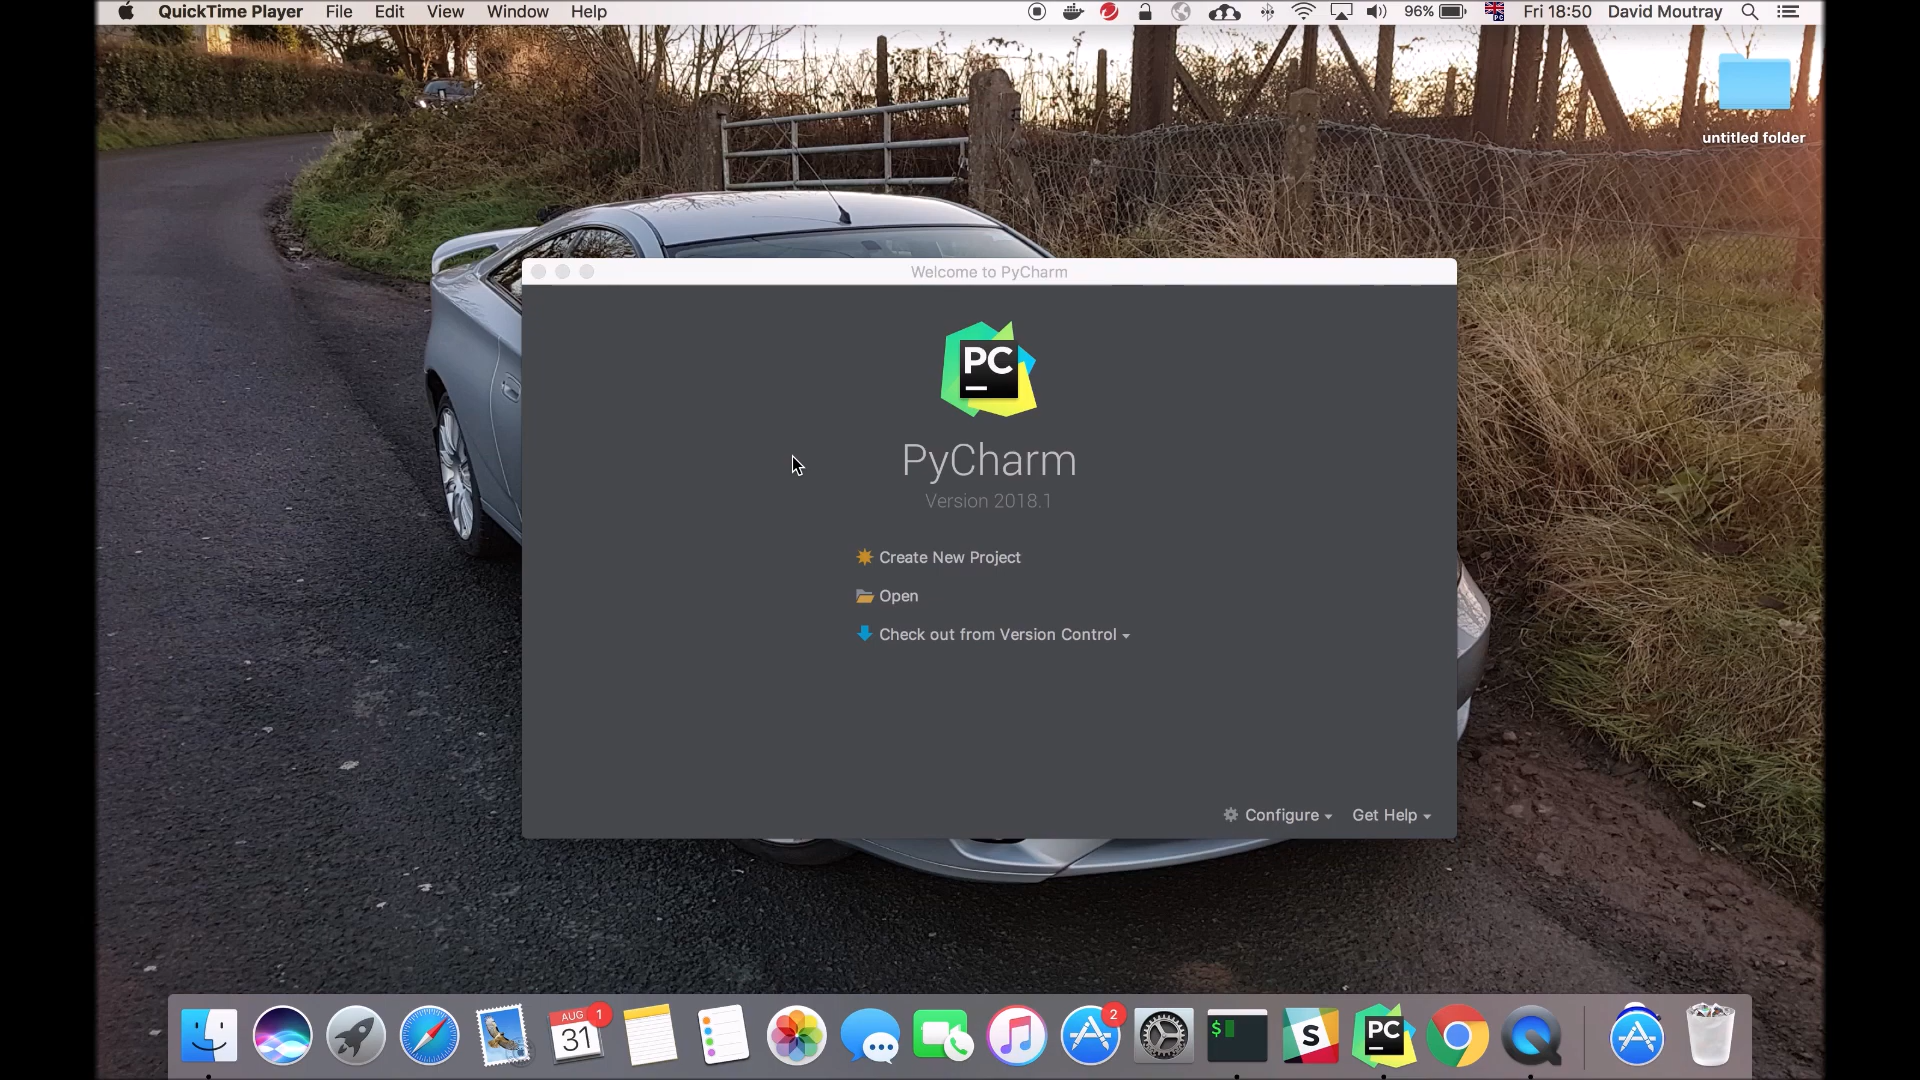 QuickTime Player File Edit View Window Help 96% Fri 18:50 David Moutray
untitled folder
Welcome to PyCharm
PC
PyCharm
Version 2018.1
Create New Project
Open
Check out from Version Control
Configure Get Help
AUG 1 2
31 $ S PC